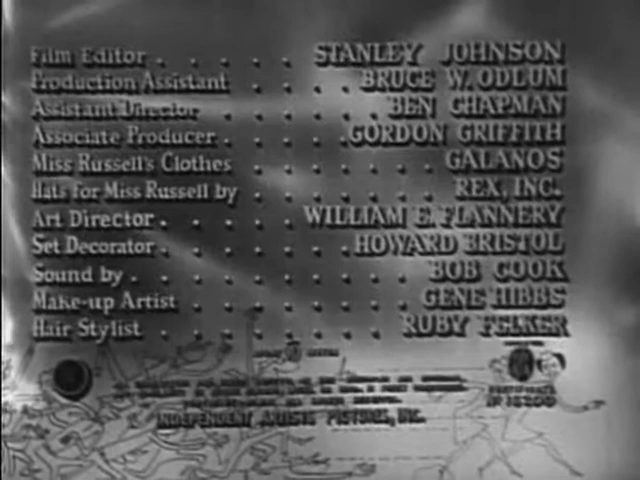 Film Editor . . . . . STANLEY JOHNSON
Production Assistant . . . . BRUCE W. ODLUM
Assistant Director . . . . . . BEN CHAPMAN
Associate Producer . . . . . GORDON GRIFFITH
Miss Russell's Clothes . . . . . . . GALANOS
Hats for Miss Russell by . . . . . . . REX, INC.
Art Director . . . . . WILLIAM E. FLANNERY
Set Decorator . . . . . . . HOWARD BRISTOL
Sound by . . . . . . . . . . BOB COOK
Make-up Artist . . . . . . . . GENE HIBBS
Hair Stylist . . . . . . . . RUBY FELKER
INDEPENDENT ARTISTS PICTURES, INC.